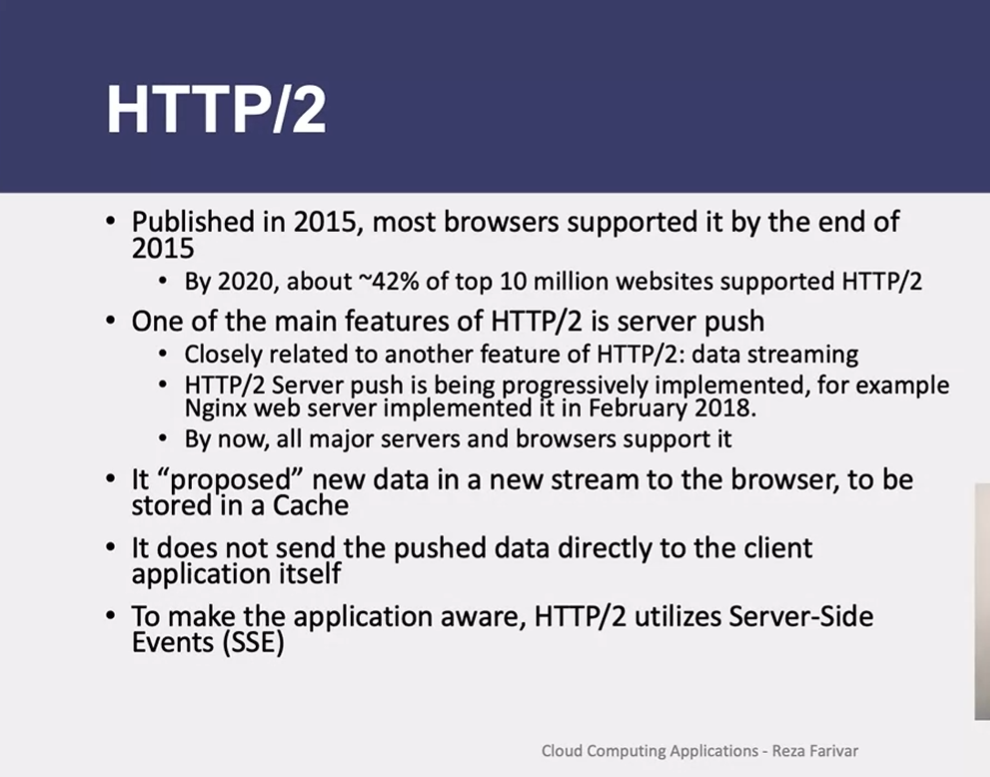 HTTP/2
• Published in 2015, most browsers supported it by the end of
2015
• By 2020, about ~42% of top 10 million websites supported HTTP/2
• One of the main features of HTTP/2 is server push
• Closely related to another feature of HTTP/2: data streaming
• HTTP/2 Server push is being progressively implemented, for example
Nginx web server implemented it in February 2018.
• By now, all major servers and browsers support it
• It “proposed” new data in a new stream to the browser, to be
stored in a Cache
• It does not send the pushed data directly to the client
application itself
• To make the application aware, HTTP/2 utilizes Server-Side
Events (SSE)
Cloud Computing Applications - Reza Farivar